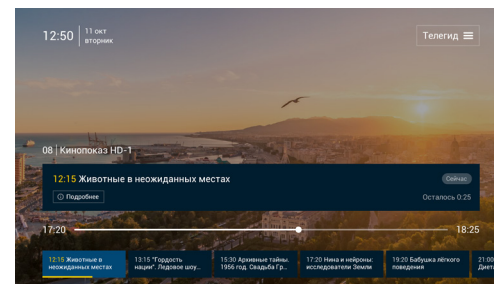 12:50
11 окт
вторник
Телегид
08 | Кинопоказ HD-1
12:15 Животные в неожиданных местах
Сейчас
Подробнее
Осталось 0:25
17:20
18:25
12:15 Животные в
неожиданных местах
13:15 "Гордость
нации". Ледовое шоу...
15:30 Архивные тайны.
1956 год. Свадьба Гр...
17:20 Нина и нейроны:
исследователи Земли
19:20 Бабушка лёгкого
поведения
21:00
Диет